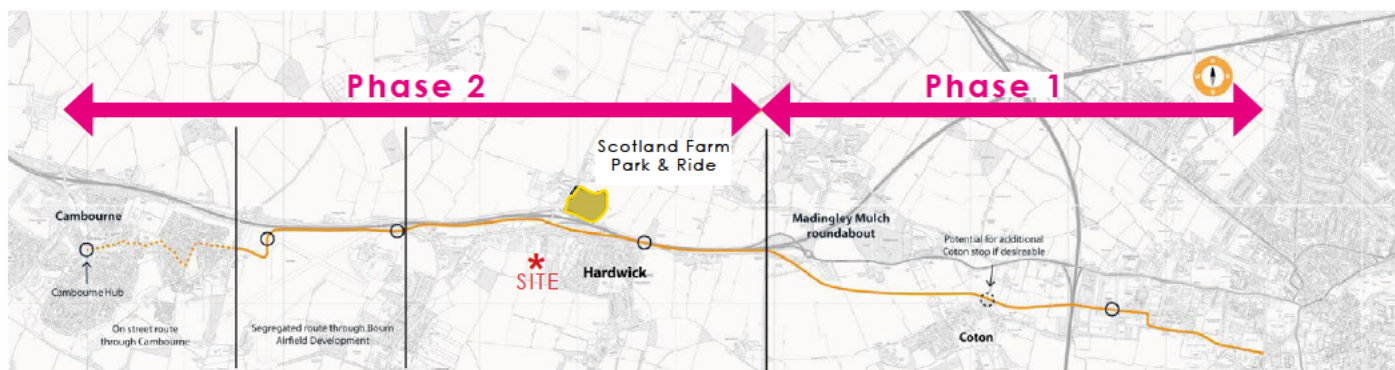 Phase 2
Phase 1
Scotland Farm
Park & Ride
Cambourne
Cambourne Hub
On street route
through Cambourne
Segregated route through Bourn
Airfield Development
SITE
Hardwick
Madingley Mulch
roundabout
Potential for additional
Coton stop if desireable
Coton